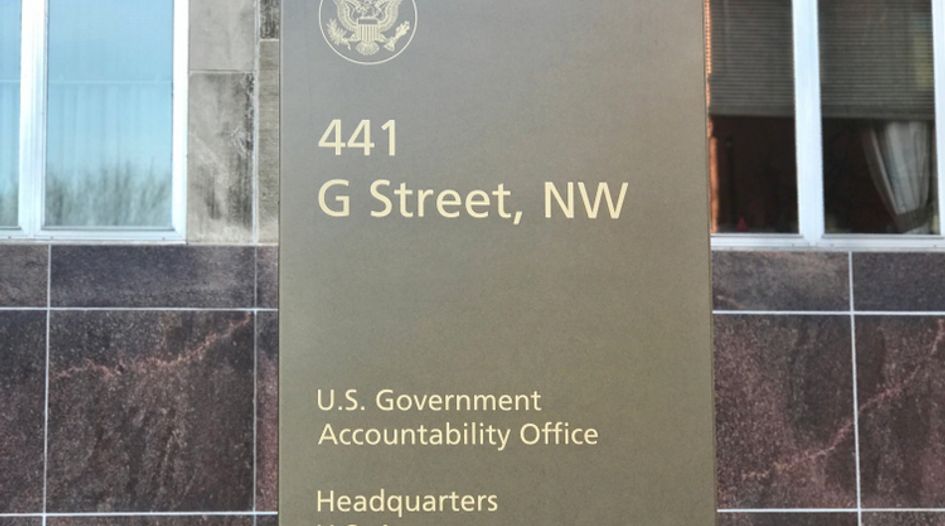 441
G Street, NW
U.S. Government
Accountability Office
Headquarters